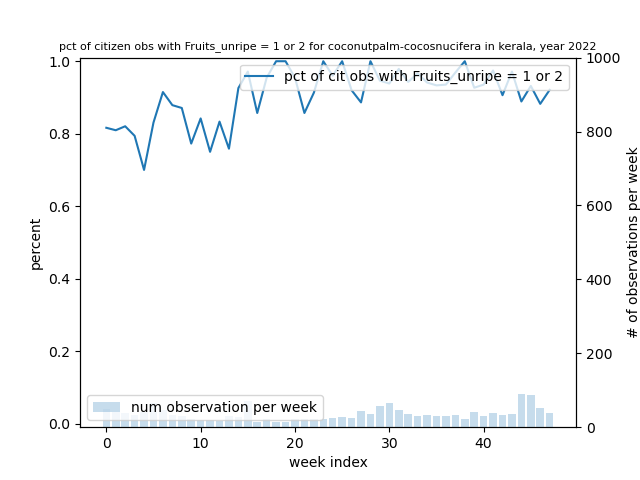 pct of citizen obs with Fruits_unripe = 1 or 2 for coconutpalm-cocosnucifera in kerala, year 2022
pct of cit obs with Fruits_unripe = 1 or 2
1.0
0.8
0.6
0.4
0.2
0.0
percent
1000
800
600
400
200
0
# of observations per week
num observation per week
0
10
20
30
40
week index